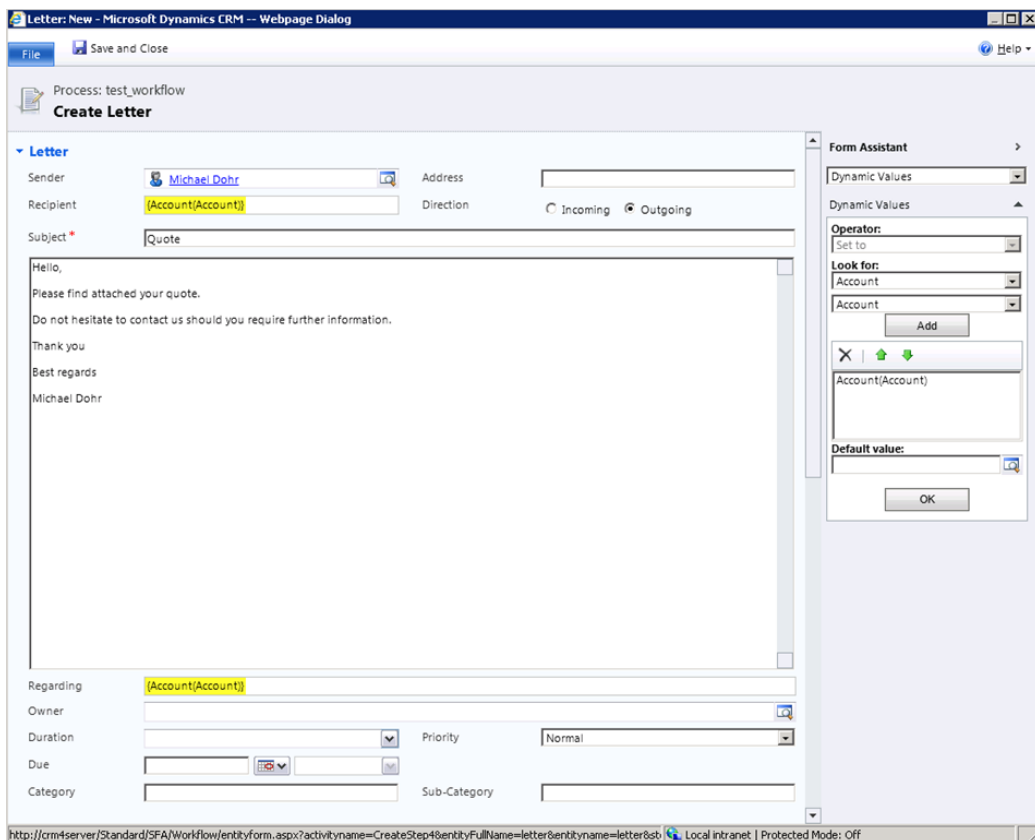 Letter: New - Microsoft Dynamics CRM -- Webpage Dialog
File Save and Close Help
Process: test_workflow
Create Letter
Letter
Sender Michael Dohr Address
Recipient {Account(Account)} Direction Incoming Outgoing
Subject * Quote
Hello,
Please find attached your quote.
Do not hesitate to contact us should you require further information.
Thank you
Best regards
Michael Dohr
Regarding {Account(Account)}
Owner
Duration Priority Normal
Due
Category Sub-Category
Form Assistant
Dynamic Values
Dynamic Values
Operator:
Set to
Look for:
Account
Account
Add
Account(Account)
Default value:
OK
http://crm4server/Standard/SFA/Workflow/entityform.aspx?activityname=CreateStep4&entityFullName=letter&entityname=letter&st Local intranet | Protected Mode: Off